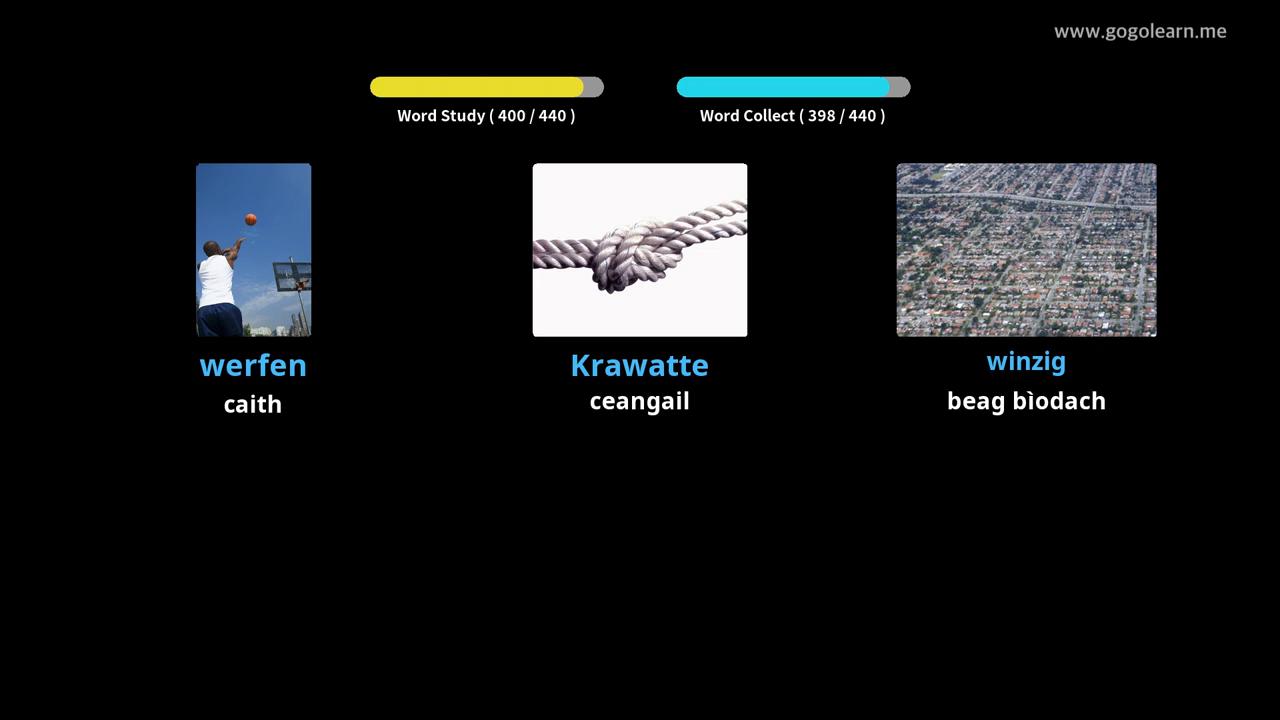 www.gogolearn.me
Word Study ( 400 / 440 )
Word Collect ( 398 / 440 )
werfen
caith
Krawatte
ceangail
winzig
beag bìodach